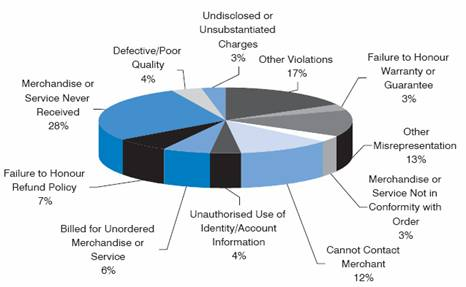 Undisclosed or
Unsubstantiated
Charges
3%
Other Violations
17%
Failure to Honour
Warranty or
Guarantee
3%
Other
Misrepresentation
13%
Merchandise or
Service Not in
Conformity with
Order
3%
Cannot Contact
Merchant
12%
Unauthorised Use of
Identity/Account
Information
4%
Billed for Unordered
Merchandise or
Service
6%
Failure to Honour
Refund Policy
7%
Merchandise or
Service Never
Received
28%
Defective/Poor
Quality
4%